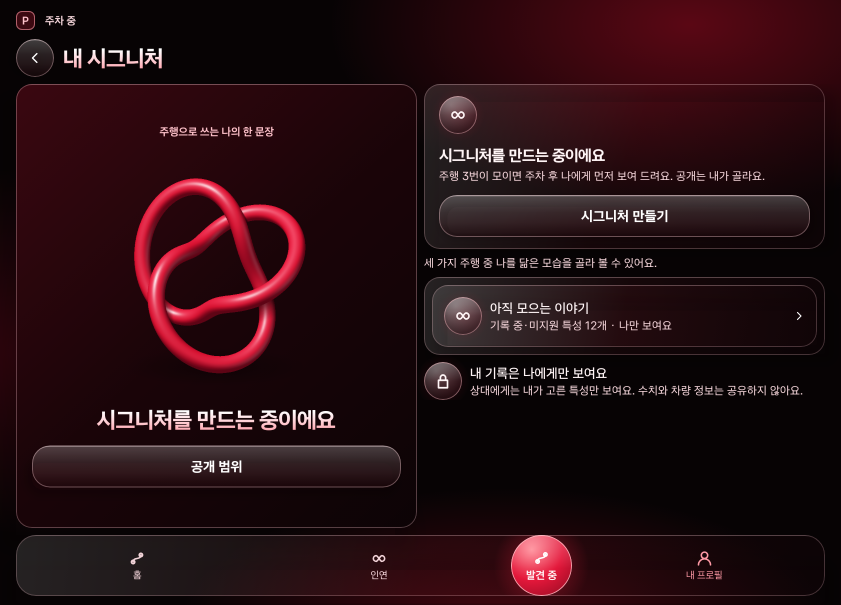 P 주차 중
내 시그니처
주행으로 쓰는 나의 한 문장
시그니처를 만드는 중이에요
공개 범위
시그니처를 만드는 중이에요
주행 3번이 모이면 주차 후 나에게 먼저 보여 드려요. 공개는 내가 골라요.
시그니처 만들기
세 가지 주행 중 나를 닮은 모습을 골라 볼 수 있어요.
아직 모으는 이야기
기록 중·미지원 특성 12개 · 나만 보여요
내 기록은 나에게만 보여요
상대에게는 내가 고른 특성만 보여요. 수치와 차량 정보는 공유하지 않아요.
홈
인연
발견 중
내 프로필